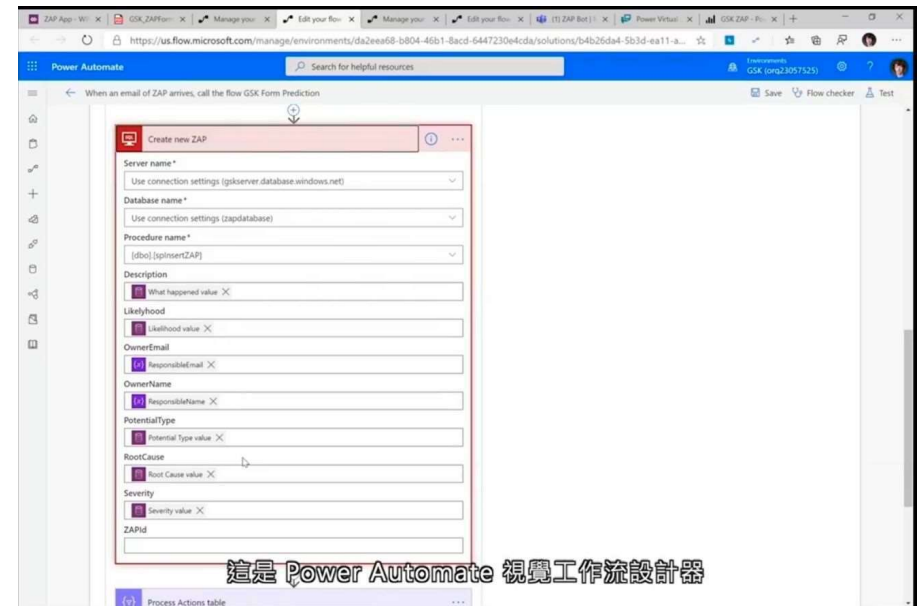 ZAP App - Wi
GSK_ZAPForm
Manage your
Edit your flow
Manage your
Edit your flow
(1) ZAP Bot |
Power Virtual
GSK ZAP - Po
https://us.flow.microsoft.com/manage/environments/da2eea68-b804-46b1-8acd-6447230e4cda/solutions/b4b26da4-5b3d-ea11-a...
Power Automate
Search for helpful resources
Environments
GSK (org23057525)
When an email of ZAP arrives, call the flow GSK Form Prediction
Save
Flow checker
Test
Create new ZAP
Server name *
Use connection settings (gskserver.database.windows.net)
Database name *
Use connection settings (zapdatabase)
Procedure name *
[dbo].[spInsertZAP]
Description
What happened value
Likelyhood
Likelihood value
OwnerEmail
ResponsibleEmail
OwnerName
ResponsibleName
PotentialType
Potential Type value
RootCause
Root Cause value
Severity
Severity value
ZAPId
這是 Power Automate 視覺工作流設計器
Process Actions table